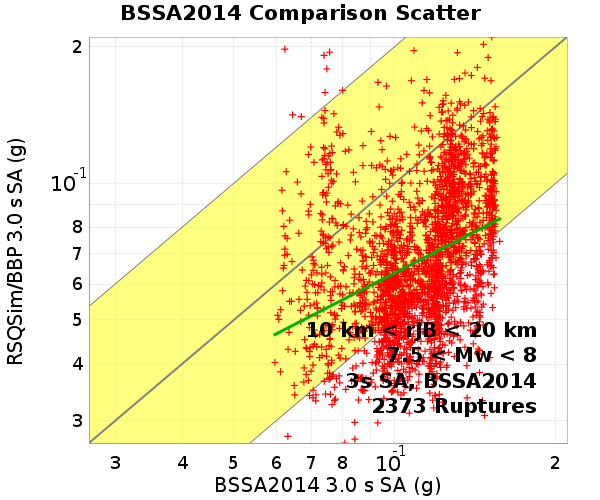 BSSA2014 Comparison Scatter
RSQSim/BBP 3.0 s SA (g)
2
10⁻¹
8
7
6
5
4
3
10 km < rJB < 20 km
7.5 < Mw < 8
3s SA, BSSA2014
2373 Ruptures
3 4 5 6 7 8 10⁻¹ 2
BSSA2014 3.0 s SA (g)